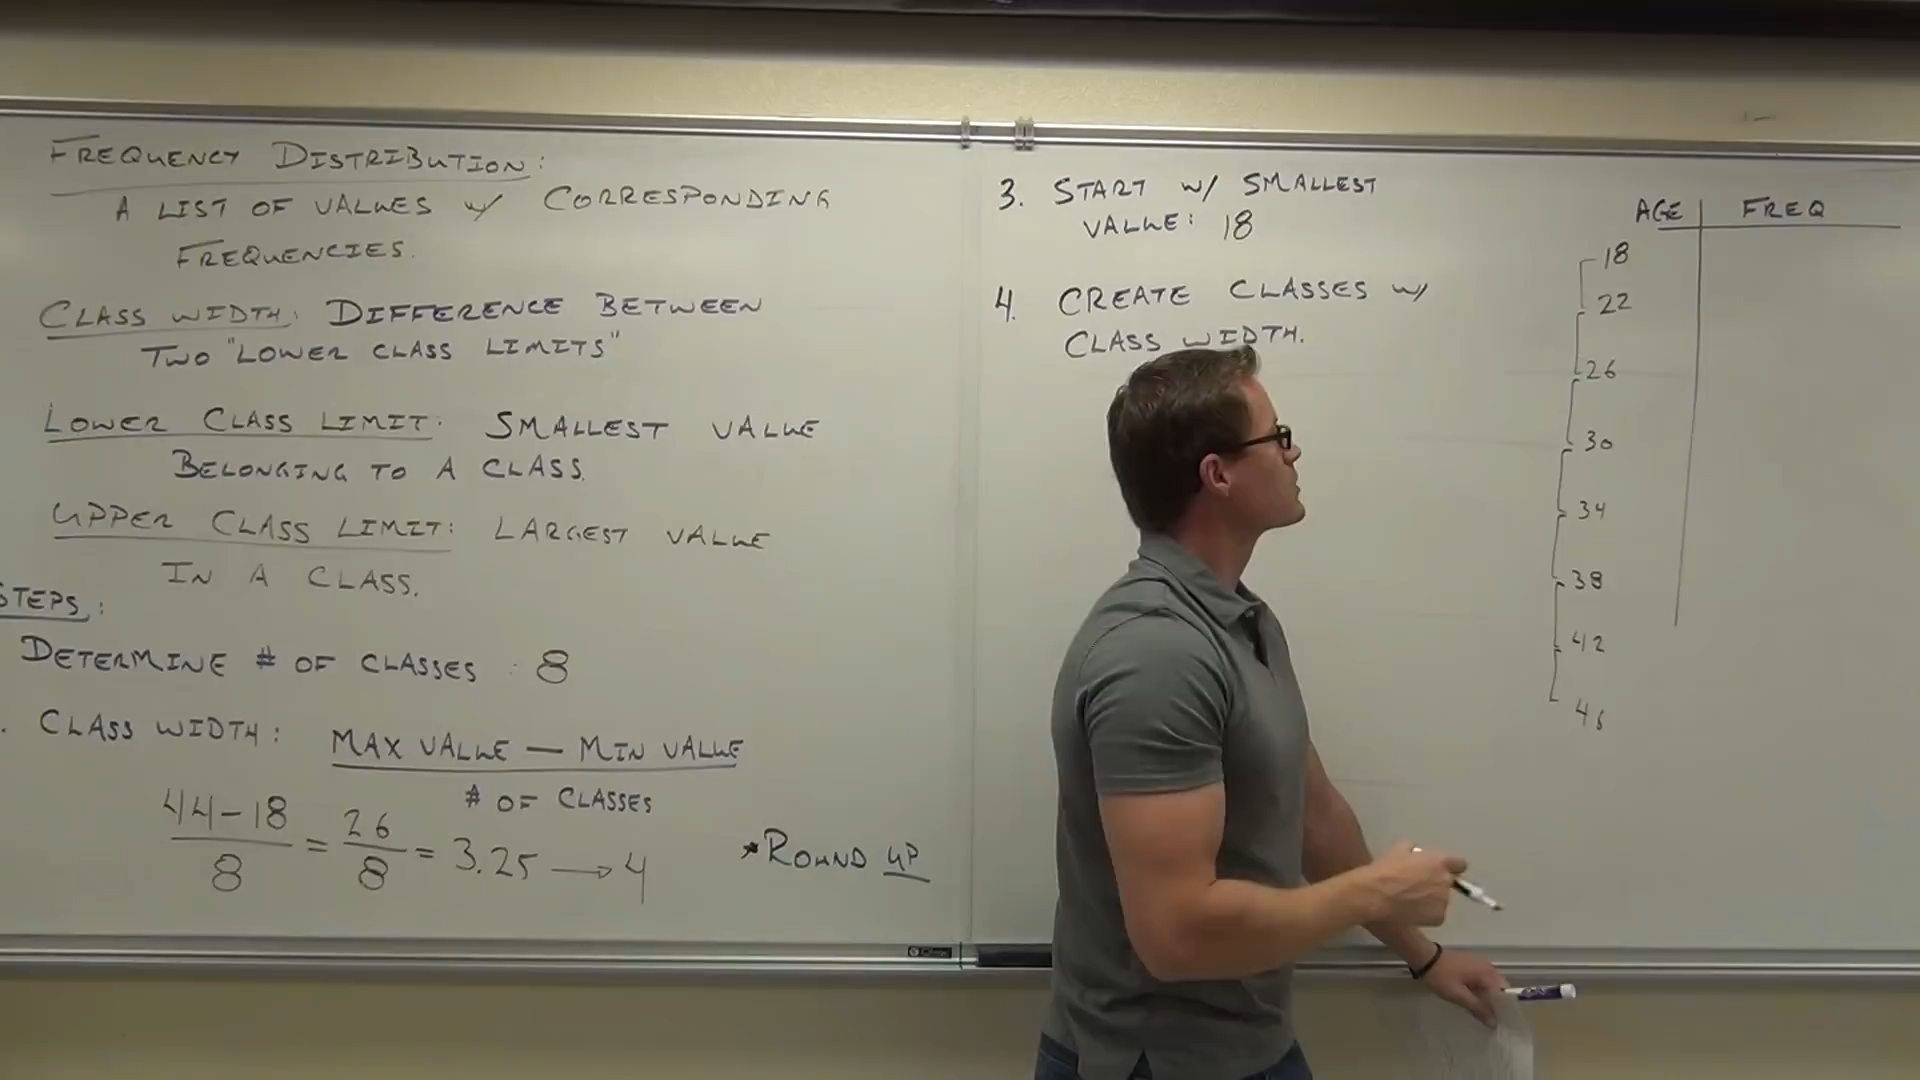 FREQUENCY DISTRIBUTION:
A LIST OF VALUES w/ CORRESPONDING
FREQUENCIES.
CLASS WIDTH: DIFFERENCE BETWEEN
TWO "LOWER CLASS LIMITS"
LOWER CLASS LIMIT: SMALLEST VALUE
BELONGING TO A CLASS.
UPPER CLASS LIMIT: LARGEST VALUE
IN A CLASS.
STEPS:
DETERMINE # OF CLASSES : 8
. CLASS WIDTH: MAX VALUE — MIN VALUE
# OF CLASSES
44-18
8
=
26
8
= 3.25 → 4
*ROUND UP
3. START w/ SMALLEST
VALUE: 18
4. CREATE CLASSES w/
CLASS WIDTH.
AGE FREQ
18
22
26
30
34
38
42
46